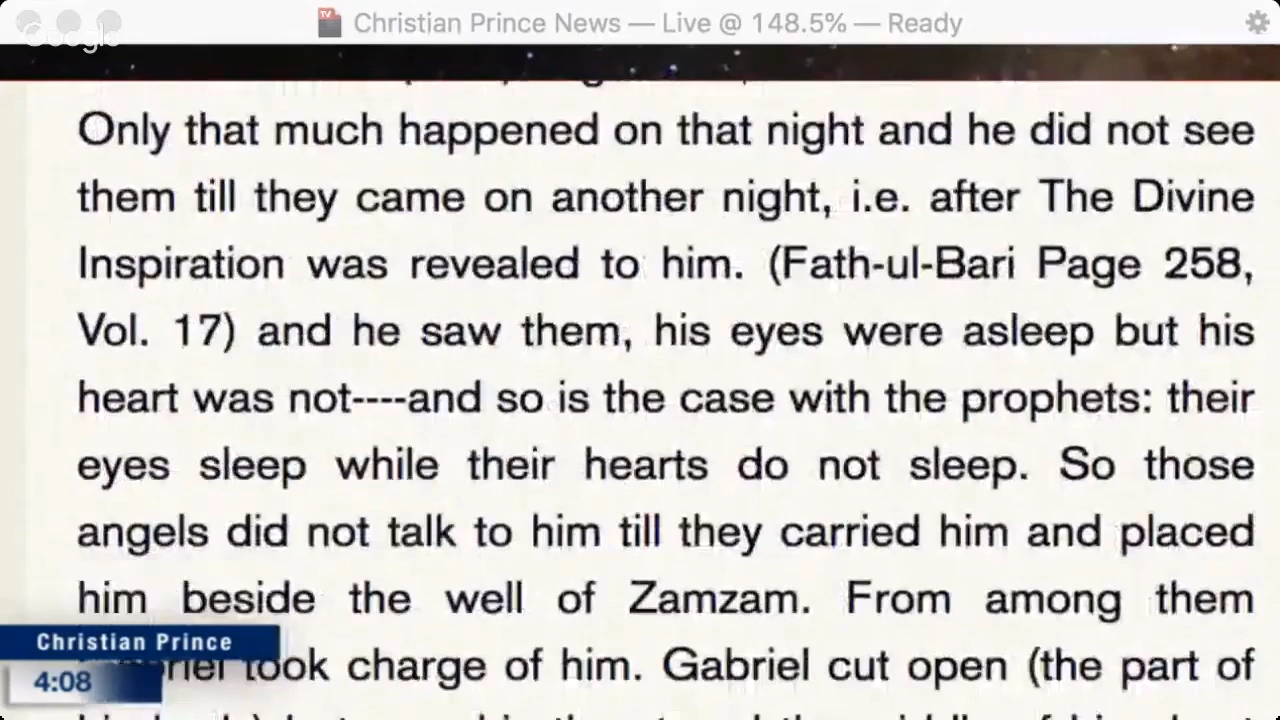 Christian Prince News — Live @ 148.5% — Ready
Google
Only that much happened on that night and he did not see
them till they came on another night, i.e. after The Divine
Inspiration was revealed to him. (Fath-ul-Bari Page 258,
Vol. 17) and he saw them, his eyes were asleep but his
heart was not----and so is the case with the prophets: their
eyes sleep while their hearts do not sleep. So those
angels did not talk to him till they carried him and placed
him beside the well of Zamzam. From among them
took charge of him. Gabriel cut open (the part of
Christian Prince
4:08